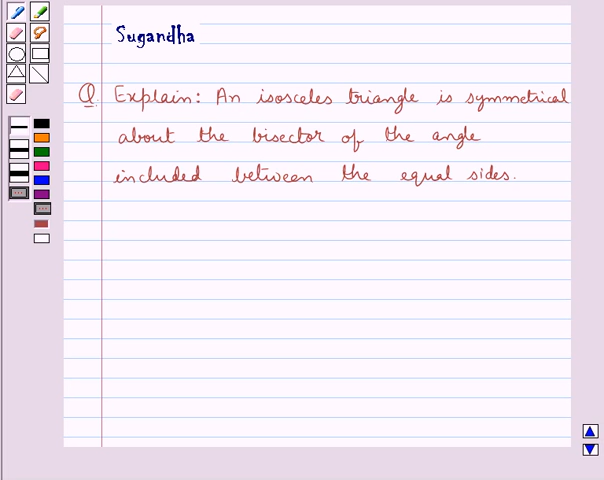 Sugandha
Q. Explain: An isosceles triangle is symmetrical
about the bisector of the angle
included between the equal sides.